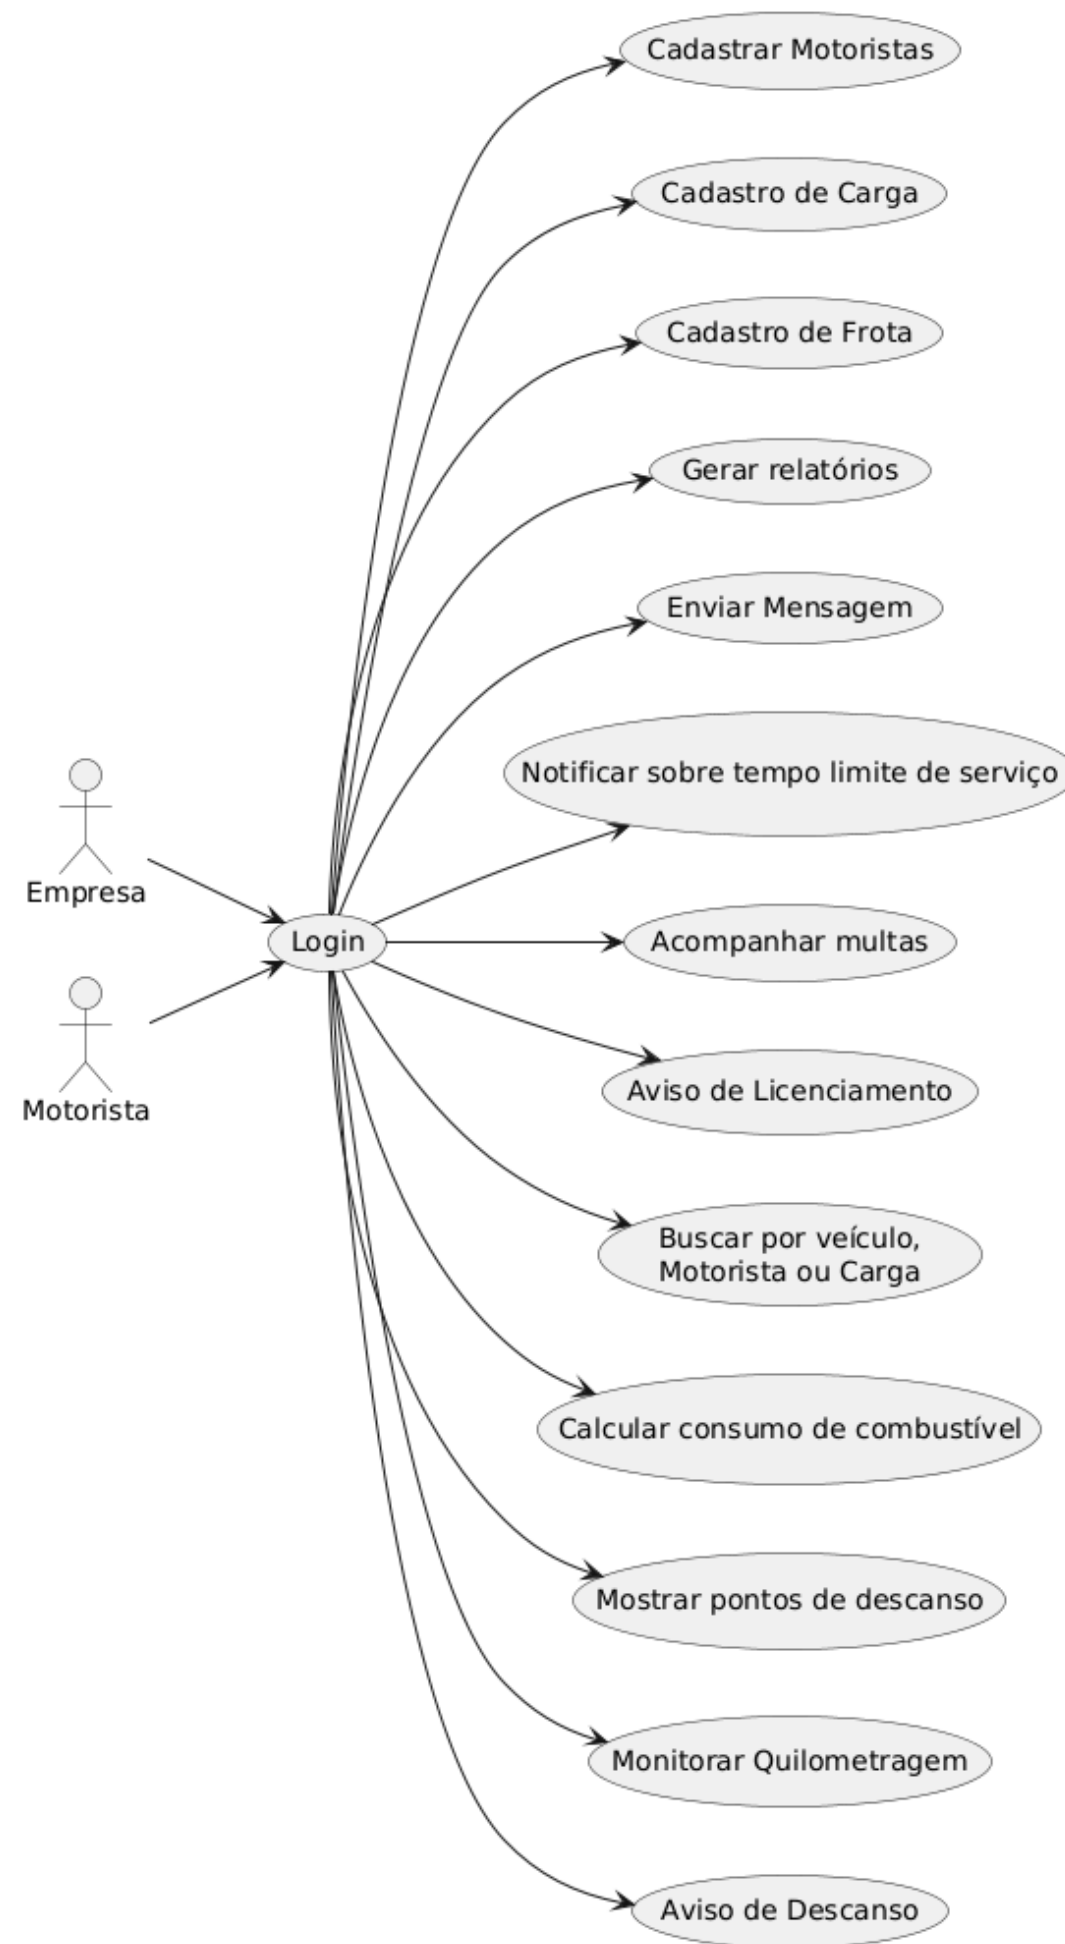 Cadastrar Motoristas
Cadastro de Carga
Cadastro de Frota
Gerar relatórios
Enviar Mensagem
Notificar sobre tempo limite de serviço
Empresa
Login
Acompanhar multas
Motorista
Aviso de Licenciamento
Buscar por veículo,
Motorista ou Carga
Calcular consumo de combustível
Mostrar pontos de descanso
Monitorar Quilometragem
Aviso de Descanso